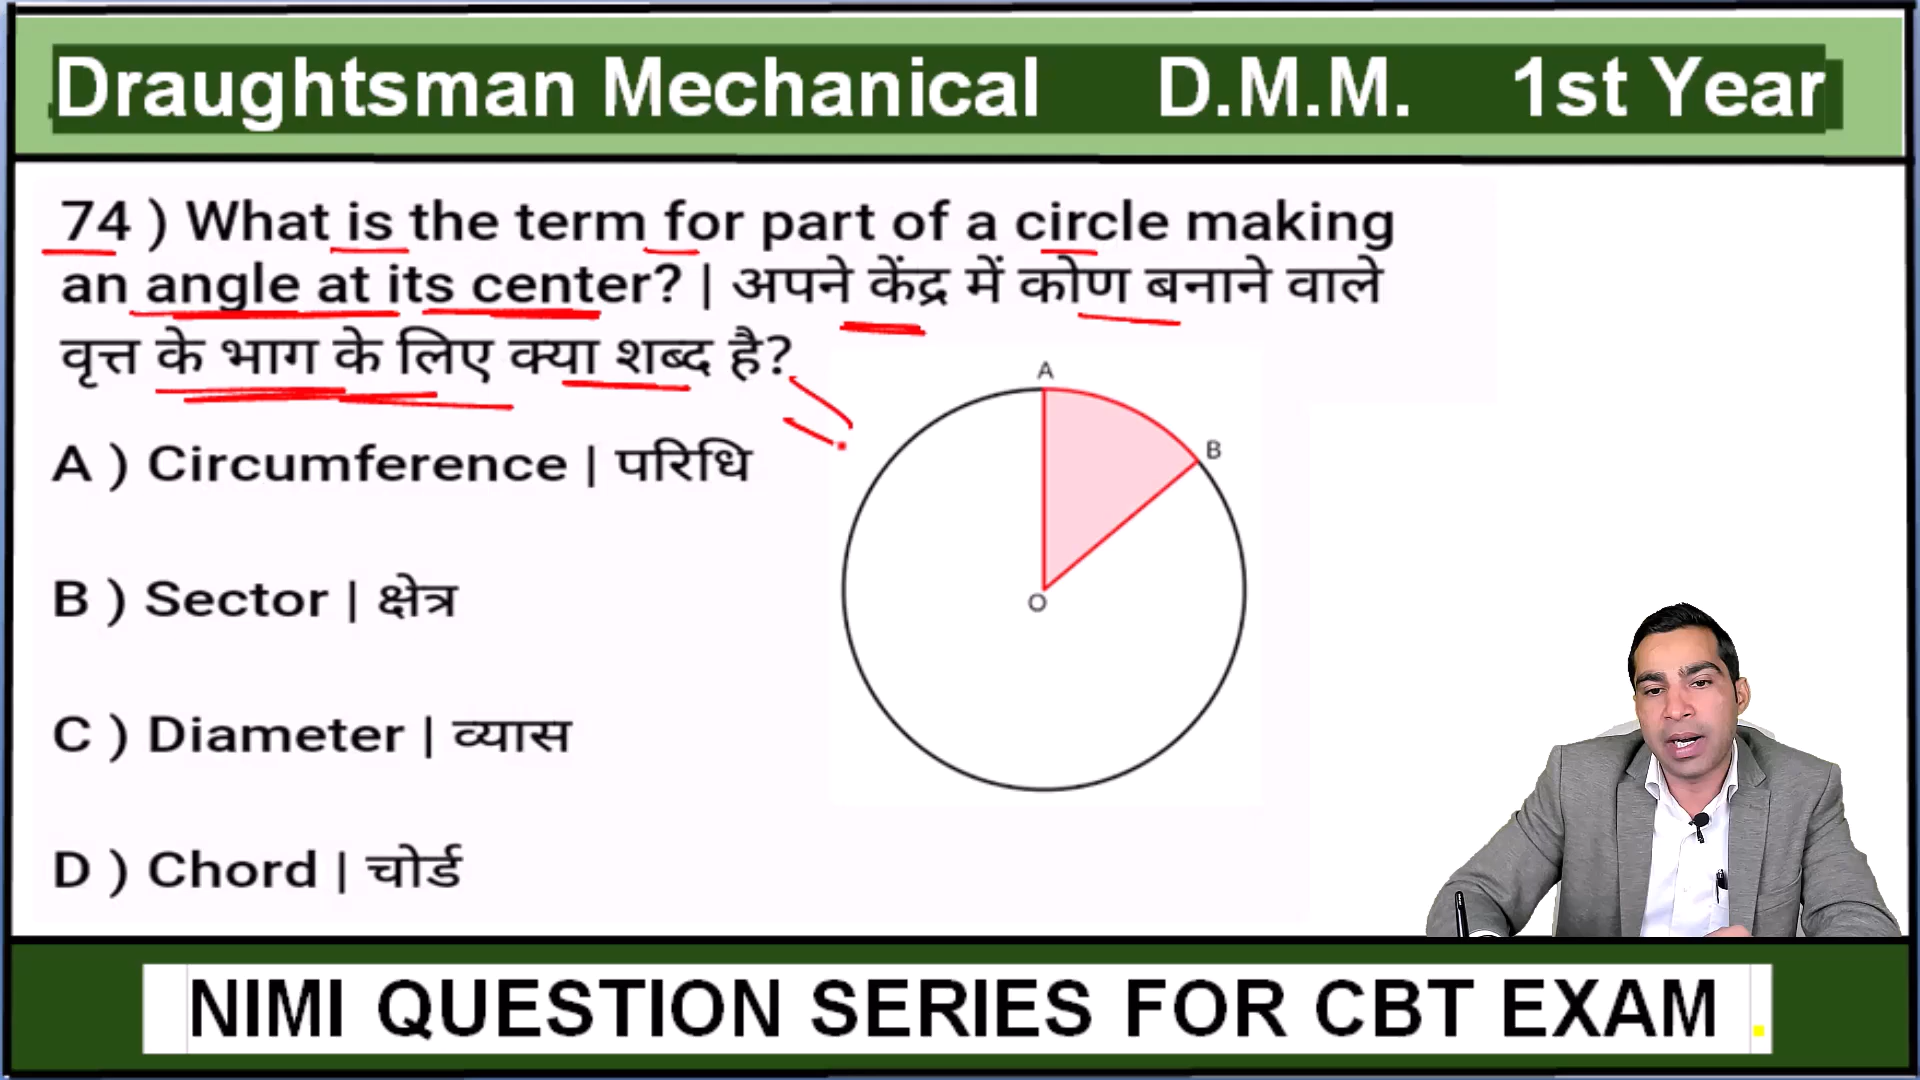 Draughtsman Mechanical D.M.M. 1st Year
74 ) What is the term for part of a circle making
an angle at its center? | अपने केंद्र में कोण बनाने वाले
वृत्त के भाग के लिए क्या शब्द है?
A ) Circumference | परिधि
B ) Sector | क्षेत्र
C ) Diameter | व्यास
D ) Chord | चोर्ड
A
B
O
NIMI QUESTION SERIES FOR CBT EXAM .